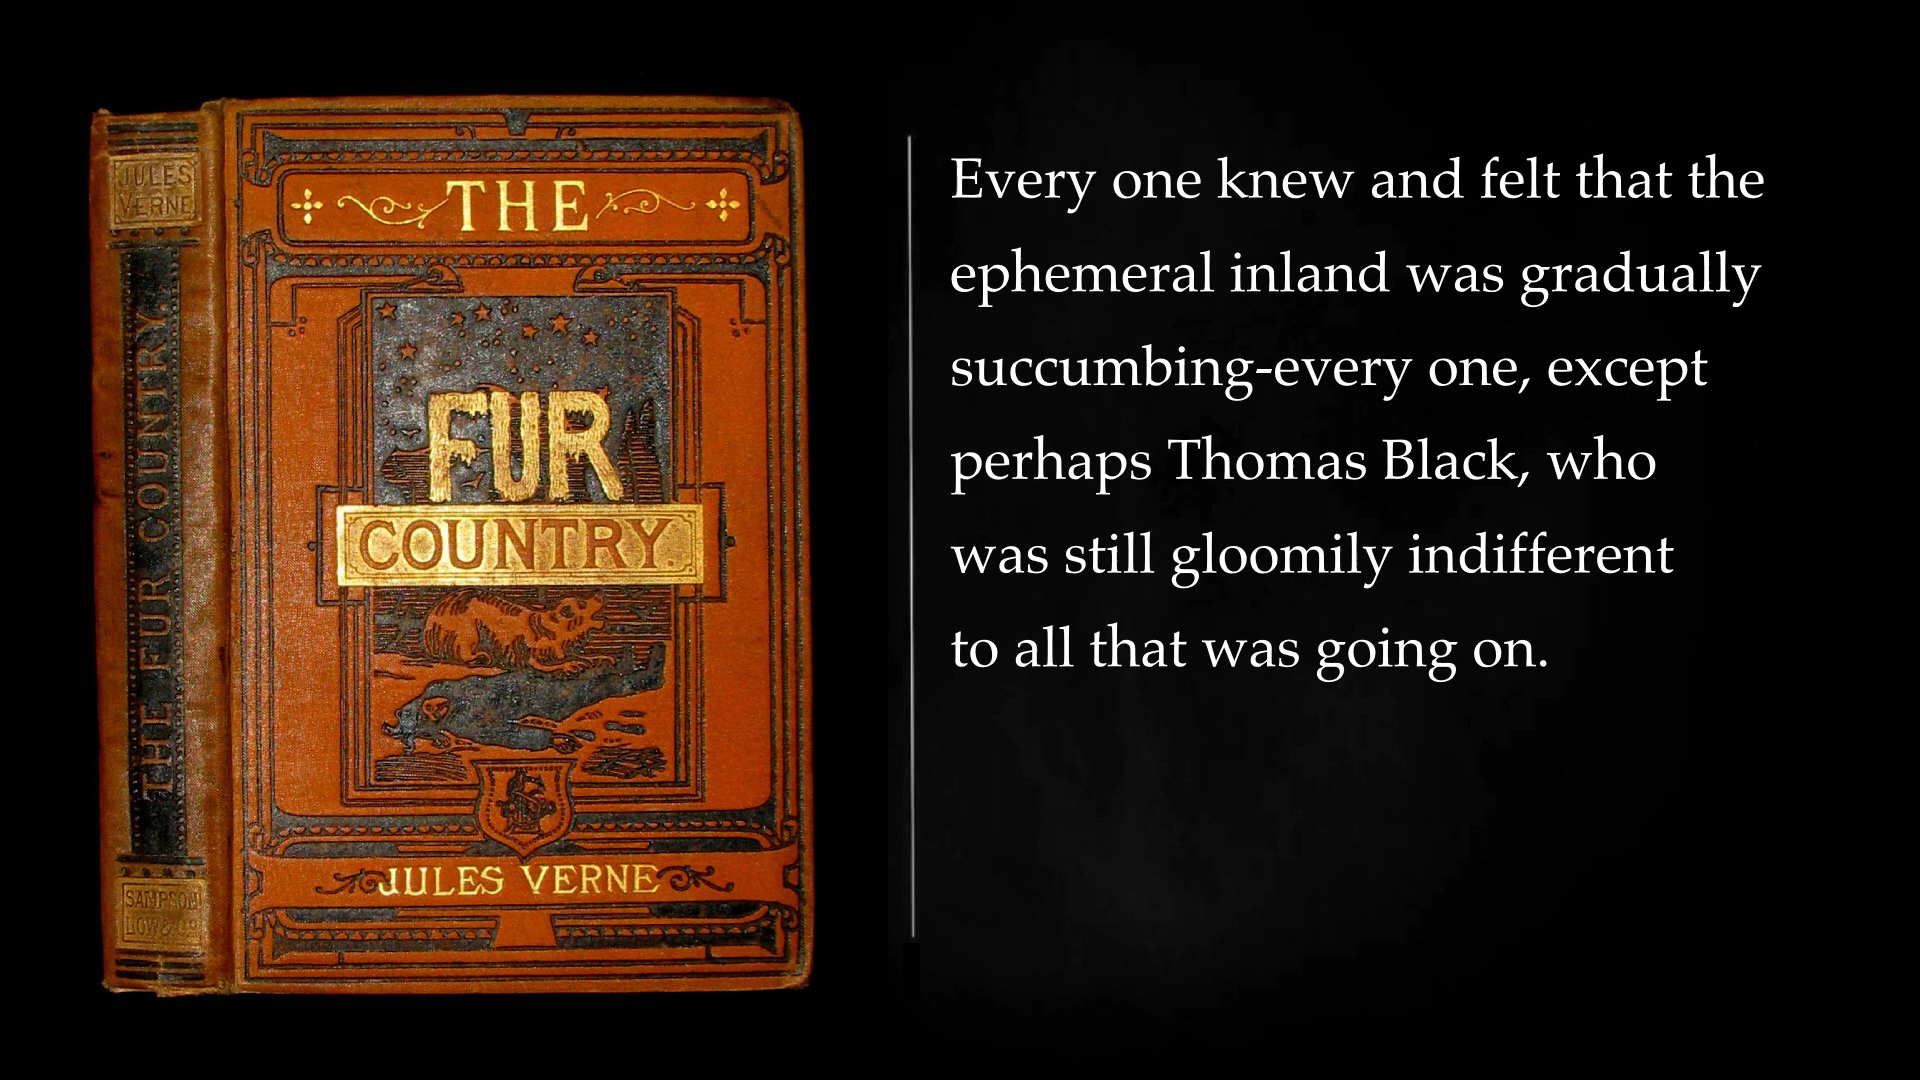 JULES
VERNE
THE FUR COUNTRY.
SAMPSON
LOW & Co
THE
FUR
COUNTRY.
JULES VERNE
Every one knew and felt that the
ephemeral inland was gradually
succumbing-every one, except
perhaps Thomas Black, who
was still gloomily indifferent
to all that was going on.